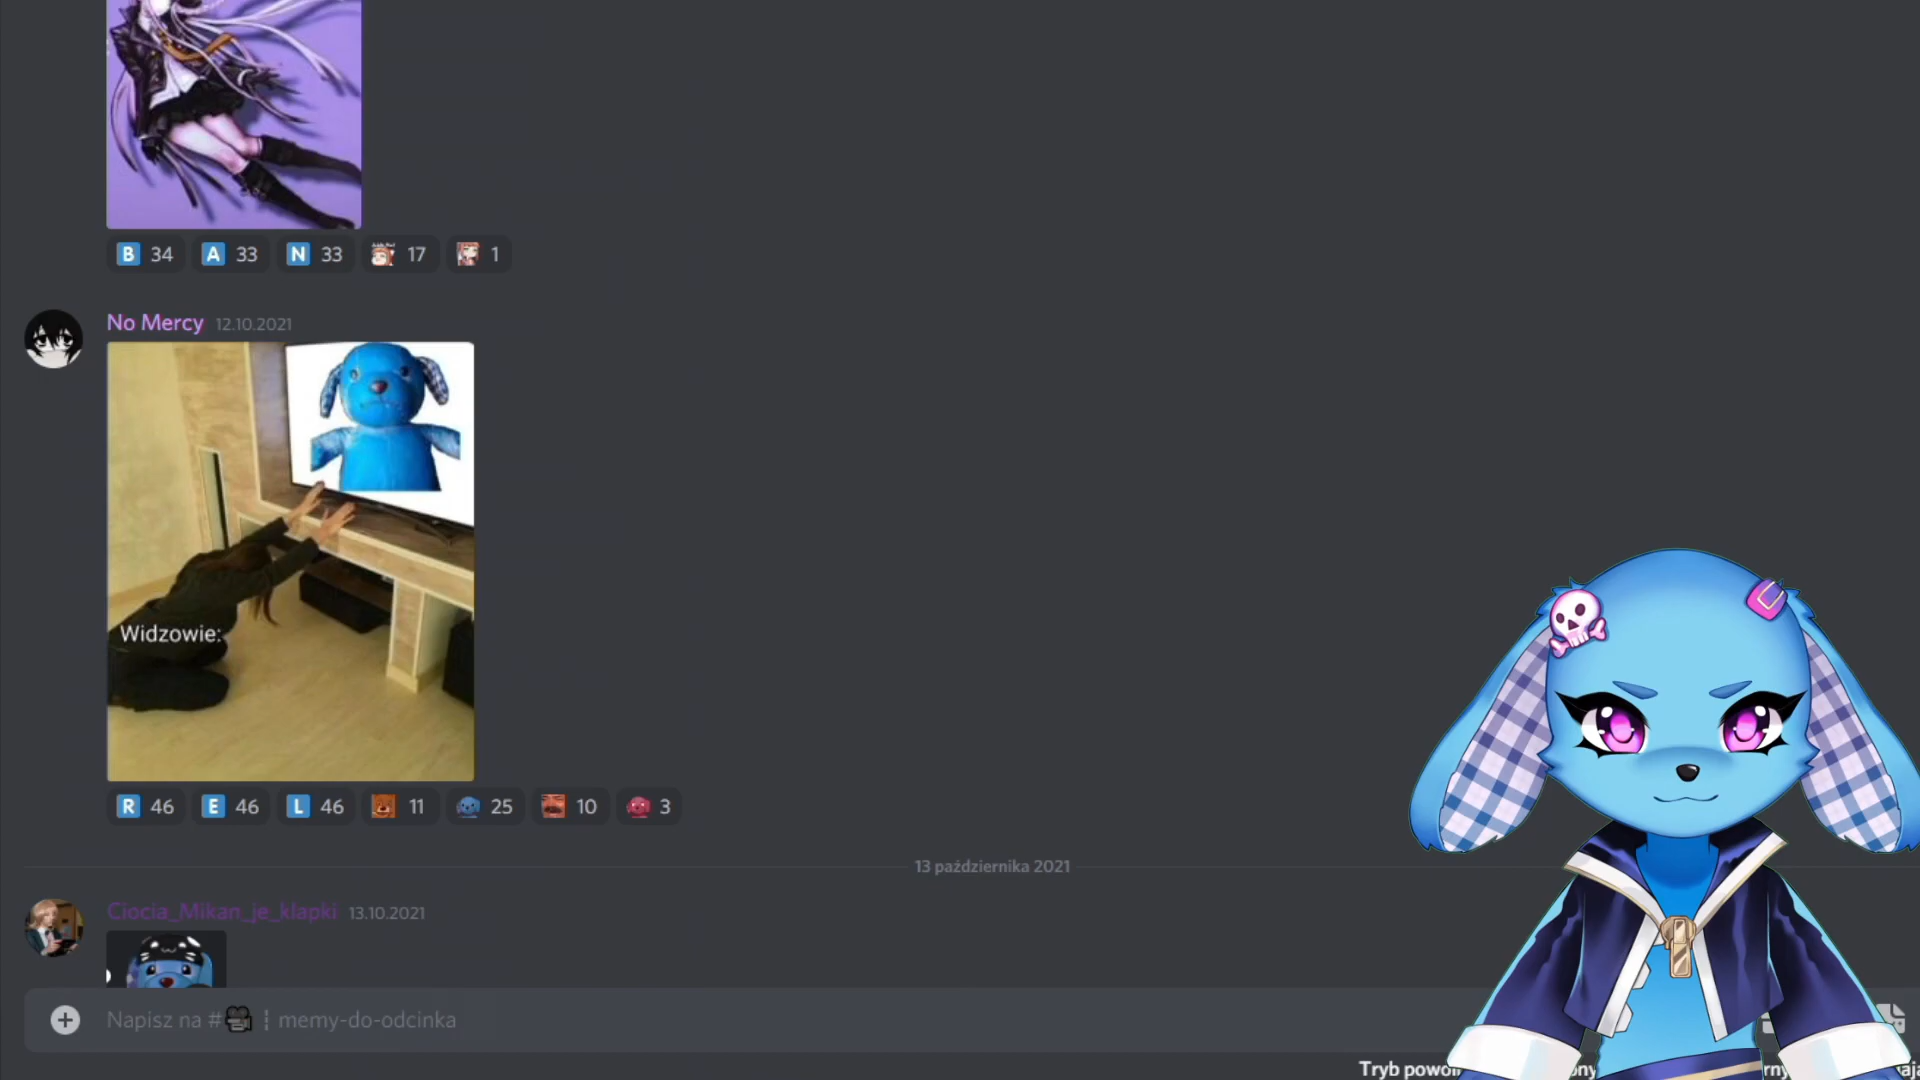 B 34 A 33 N 33 17 1
No Mercy 12.10.2021
Widzowie:
R 46 E 46 L 46 11 25 10 3
13 października 2021
Ciocia_Mikan_je_klapki 13.10.2021
Napisz na # ¦ memy-do-odcinka
Tryb